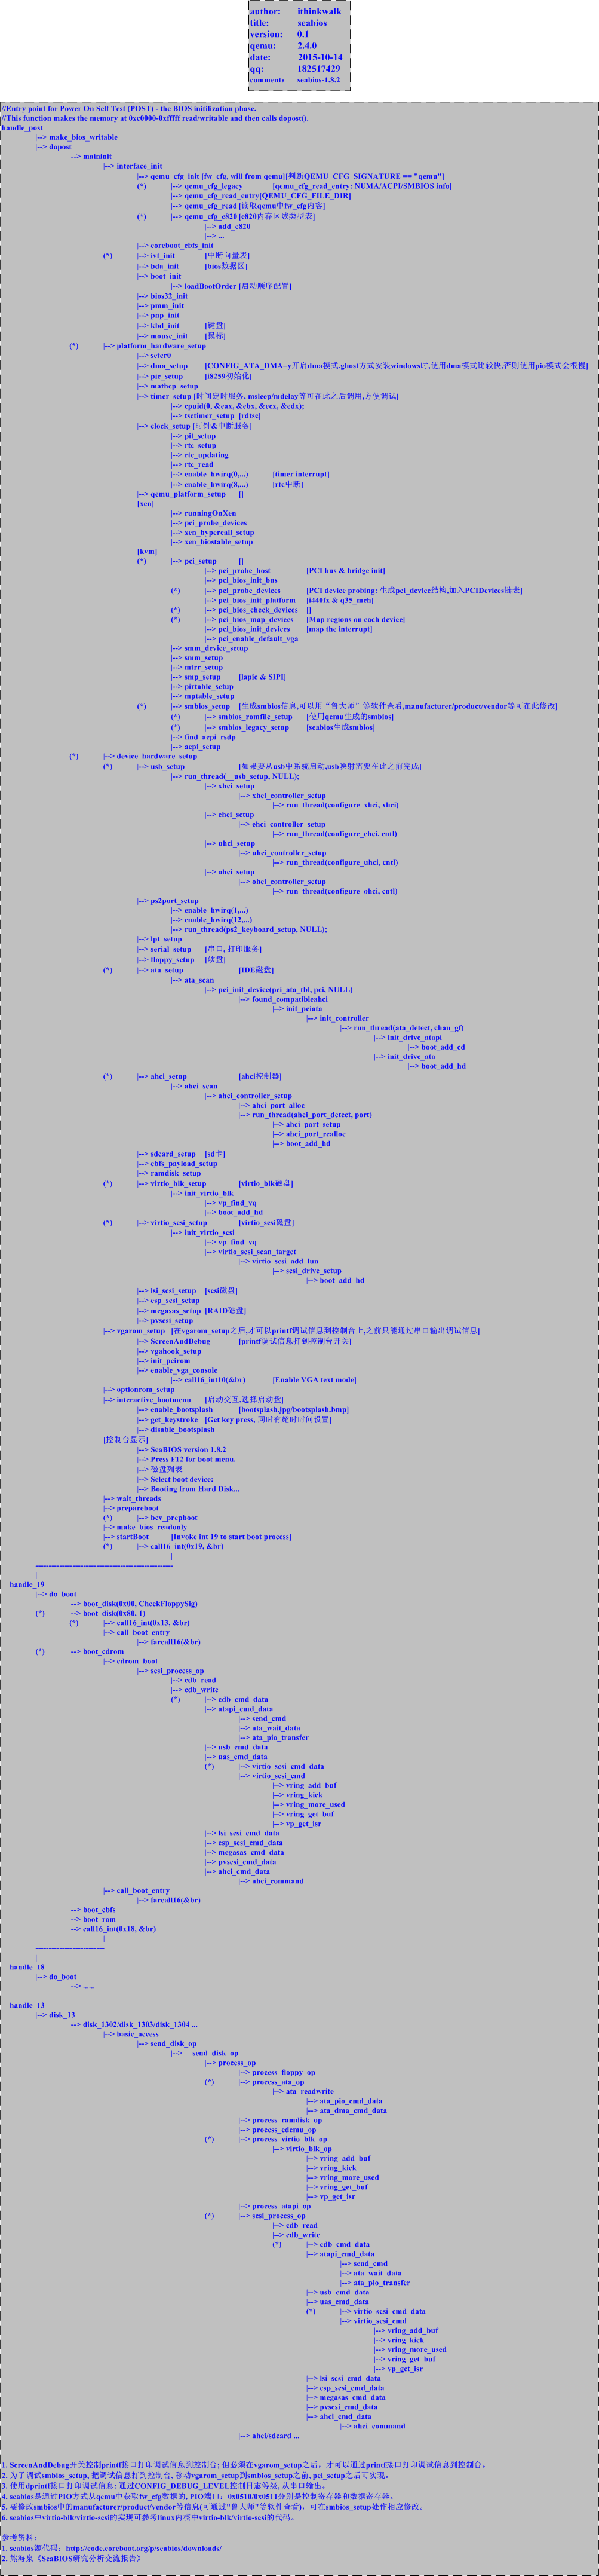 author: ithinkwalk
title: seabios
version: 0.1
qemu: 2.4.0
date: 2015-10-14
qq: 182517429
comment: seabios-1.8.2
//Entry point for Power On Self Test (POST) - the BIOS initilization phase.
//This function makes the memory at 0xc0000-0xfffff read/writable and then calls dopost().
handle_post
|--> make_bios_writable
|--> dopost
|--> maininit
|--> interface_init
|--> qemu_cfg_init [fw_cfg, will from qemu][判断QEMU_CFG_SIGNATURE == "qemu"]
(*) |--> qemu_cfg_legacy [qemu_cfg_read_entry: NUMA/ACPI/SMBIOS info]
|--> qemu_cfg_read_entry[QEMU_CFG_FILE_DIR]
|--> qemu_cfg_read [读取qemu中fw_cfg内容]
(*) |--> qemu_cfg_e820 [e820内存区域类型表]
|--> add_e820
|--> ...
|--> coreboot_cbfs_init
(*) |--> ivt_init [中断向量表]
|--> bda_init [bios数据区]
|--> boot_init
|--> loadBootOrder [启动顺序配置]
|--> bios32_init
|--> pmm_init
|--> pnp_init
|--> kbd_init [键盘]
|--> mouse_init [鼠标]
(*) |--> platform_hardware_setup
|--> setcr0
|--> dma_setup [CONFIG_ATA_DMA=y开启dma模式,ghost方式安装windows时,使用dma模式比较快,否则使用pio模式会很慢]
|--> pic_setup [i8259初始化]
|--> mathcp_setup
|--> timer_setup [时间定时服务, msleep/mdelay等可在此之后调用,方便调试]
|--> cpuid(0, &eax, &ebx, &ecx, &edx);
|--> tsctimer_setup [rdtsc]
|--> clock_setup [时钟&中断服务]
|--> pit_setup
|--> rtc_setup
|--> rtc_updating
|--> rtc_read
|--> enable_hwirq(0,...) [timer interrupt]
|--> enable_hwirq(8,...) [rtc中断]
|--> qemu_platform_setup []
[xen]
|--> runningOnXen
|--> pci_probe_devices
|--> xen_hypercall_setup
|--> xen_biostable_setup
[kvm]
(*) |--> pci_setup []
|--> pci_probe_host [PCI bus & bridge init]
|--> pci_bios_init_bus
(*) |--> pci_probe_devices [PCI device probing: 生成pci_device结构,加入PCIDevices链表]
|--> pci_bios_init_platform [i440fx & q35_mch]
(*) |--> pci_bios_check_devices []
(*) |--> pci_bios_map_devices [Map regions on each device]
|--> pci_bios_init_devices [map the interrupt]
|--> pci_enable_default_vga
|--> smm_device_setup
|--> smm_setup
|--> mtrr_setup
|--> smp_setup [lapic & SIPI]
|--> pirtable_setup
|--> mptable_setup
(*) |--> smbios_setup [生成smbios信息,可以用“鲁大师”等软件查看,manufacturer/product/vendor等可在此修改]
(*) |--> smbios_romfile_setup [使用qemu生成的smbios]
(*) |--> smbios_legacy_setup [seabios生成smbios]
|--> find_acpi_rsdp
|--> acpi_setup
(*) |--> device_hardware_setup
(*) |--> usb_setup [如果要从usb中系统启动,usb映射需要在此之前完成]
|--> run_thread(__usb_setup, NULL);
|--> xhci_setup
|--> xhci_controller_setup
|--> run_thread(configure_xhci, xhci)
|--> ehci_setup
|--> ehci_controller_setup
|--> run_thread(configure_ehci, cntl)
|--> uhci_setup
|--> uhci_controller_setup
|--> run_thread(configure_uhci, cntl)
|--> ohci_setup
|--> ohci_controller_setup
|--> run_thread(configure_ohci, cntl)
|--> ps2port_setup
|--> enable_hwirq(1,...)
|--> enable_hwirq(12,...)
|--> run_thread(ps2_keyboard_setup, NULL);
|--> lpt_setup
|--> serial_setup [串口, 打印服务]
|--> floppy_setup [软盘]
(*) |--> ata_setup [IDE磁盘]
|--> ata_scan
|--> pci_init_device(pci_ata_tbl, pci, NULL)
|--> found_compatibleahci
|--> init_pciata
|--> init_controller
|--> run_thread(ata_detect, chan_gf)
|--> init_drive_atapi
|--> boot_add_cd
|--> init_drive_ata
|--> boot_add_hd
(*) |--> ahci_setup [ahci控制器]
|--> ahci_scan
|--> ahci_controller_setup
|--> ahci_port_alloc
|--> run_thread(ahci_port_detect, port)
|--> ahci_port_setup
|--> ahci_port_realloc
|--> boot_add_hd
|--> sdcard_setup [sd卡]
|--> cbfs_payload_setup
|--> ramdisk_setup
(*) |--> virtio_blk_setup [virtio_blk磁盘]
|--> init_virtio_blk
|--> vp_find_vq
|--> boot_add_hd
(*) |--> virtio_scsi_setup [virtio_scsi磁盘]
|--> init_virtio_scsi
|--> vp_find_vq
|--> virtio_scsi_scan_target
|--> virtio_scsi_add_lun
|--> scsi_drive_setup
|--> boot_add_hd
|--> lsi_scsi_setup [scsi磁盘]
|--> esp_scsi_setup
|--> megasas_setup [RAID磁盘]
|--> pvscsi_setup
|--> vgarom_setup [在vgarom_setup之后,才可以printf调试信息到控制台上,之前只能通过串口输出调试信息]
|--> ScreenAndDebug [printf调试信息打到控制台开关]
|--> vgahook_setup
|--> init_pcirom
|--> enable_vga_console
|--> call16_int10(&br) [Enable VGA text mode]
|--> optionrom_setup
|--> interactive_bootmenu [启动交互,选择启动盘]
|--> enable_bootsplash [bootsplash.jpg/bootsplash.bmp]
|--> get_keystroke [Get key press, 同时有超时时间设置]
|--> disable_bootsplash
[控制台显示]
|--> SeaBIOS version 1.8.2
|--> Press F12 for boot menu.
|--> 磁盘列表
|--> Select boot device:
|--> Booting from Hard Disk...
|--> wait_threads
|--> prepareboot
(*) |--> bcv_prepboot
|--> make_bios_readonly
|--> startBoot [Invoke int 19 to start boot process]
(*) |--> call16_int(0x19, &br)
|
----------------------------------------------------
|
handle_19
|--> do_boot
|--> boot_disk(0x00, CheckFloppySig)
(*) |--> boot_disk(0x80, 1)
(*) |--> call16_int(0x13, &br)
|--> call_boot_entry
|--> farcall16(&br)
(*) |--> boot_cdrom
|--> cdrom_boot
|--> scsi_process_op
|--> cdb_read
|--> cdb_write
(*) |--> cdb_cmd_data
|--> atapi_cmd_data
|--> send_cmd
|--> ata_wait_data
|--> ata_pio_transfer
|--> usb_cmd_data
|--> uas_cmd_data
(*) |--> virtio_scsi_cmd_data
|--> virtio_scsi_cmd
|--> vring_add_buf
|--> vring_kick
|--> vring_more_used
|--> vring_get_buf
|--> vp_get_isr
|--> lsi_scsi_cmd_data
|--> esp_scsi_cmd_data
|--> megasas_cmd_data
|--> pvscsi_cmd_data
|--> ahci_cmd_data
|--> ahci_command
|--> call_boot_entry
|--> farcall16(&br)
|--> boot_cbfs
|--> boot_rom
|--> call16_int(0x18, &br)
|
--------------------------
|
handle_18
|--> do_boot
|--> ......
handle_13
|--> disk_13
|--> disk_1302/disk_1303/disk_1304 ...
|--> basic_access
|--> send_disk_op
|--> __send_disk_op
|--> process_op
|--> process_floppy_op
(*) |--> process_ata_op
|--> ata_readwrite
|--> ata_pio_cmd_data
|--> ata_dma_cmd_data
|--> process_ramdisk_op
|--> process_cdemu_op
(*) |--> process_virtio_blk_op
|--> virtio_blk_op
|--> vring_add_buf
|--> vring_kick
|--> vring_more_used
|--> vring_get_buf
|--> vp_get_isr
|--> process_atapi_op
(*) |--> scsi_process_op
|--> cdb_read
|--> cdb_write
(*) |--> cdb_cmd_data
|--> atapi_cmd_data
|--> send_cmd
|--> ata_wait_data
|--> ata_pio_transfer
|--> usb_cmd_data
|--> uas_cmd_data
(*) |--> virtio_scsi_cmd_data
|--> virtio_scsi_cmd
|--> vring_add_buf
|--> vring_kick
|--> vring_more_used
|--> vring_get_buf
|--> vp_get_isr
|--> lsi_scsi_cmd_data
|--> esp_scsi_cmd_data
|--> megasas_cmd_data
|--> pvscsi_cmd_data
|--> ahci_cmd_data
|--> ahci_command
|--> ahci/sdcard ...
1. ScreenAndDebug开关控制printf接口打印调试信息到控制台; 但必须在vgarom_setup之后，才可以通过printf接口打印调试信息到控制台。
2. 为了调试smbios_setup, 把调试信息打到控制台, 移动vgarom_setup到smbios_setup之前, pci_setup之后可实现。
3. 使用dprintf接口打印调试信息: 通过CONFIG_DEBUG_LEVEL控制日志等级, 从串口输出。
4. seabios是通过PIO方式从qemu中获取fw_cfg数据的, PIO端口：0x0510/0x0511分别是控制寄存器和数据寄存器。
5. 要修改smbios中的manufacturer/product/vendor等信息(可通过"鲁大师"等软件查看)，可在smbios_setup处作相应修改。
6. seabios中virtio-blk/virtio-scsi的实现可参考linux内核中virtio-blk/virtio-scsi的代码。
参考资料：
1. seabios源代码：http://code.coreboot.org/p/seabios/downloads/
2. 熊海泉《SeaBIOS研究分析交流报告》